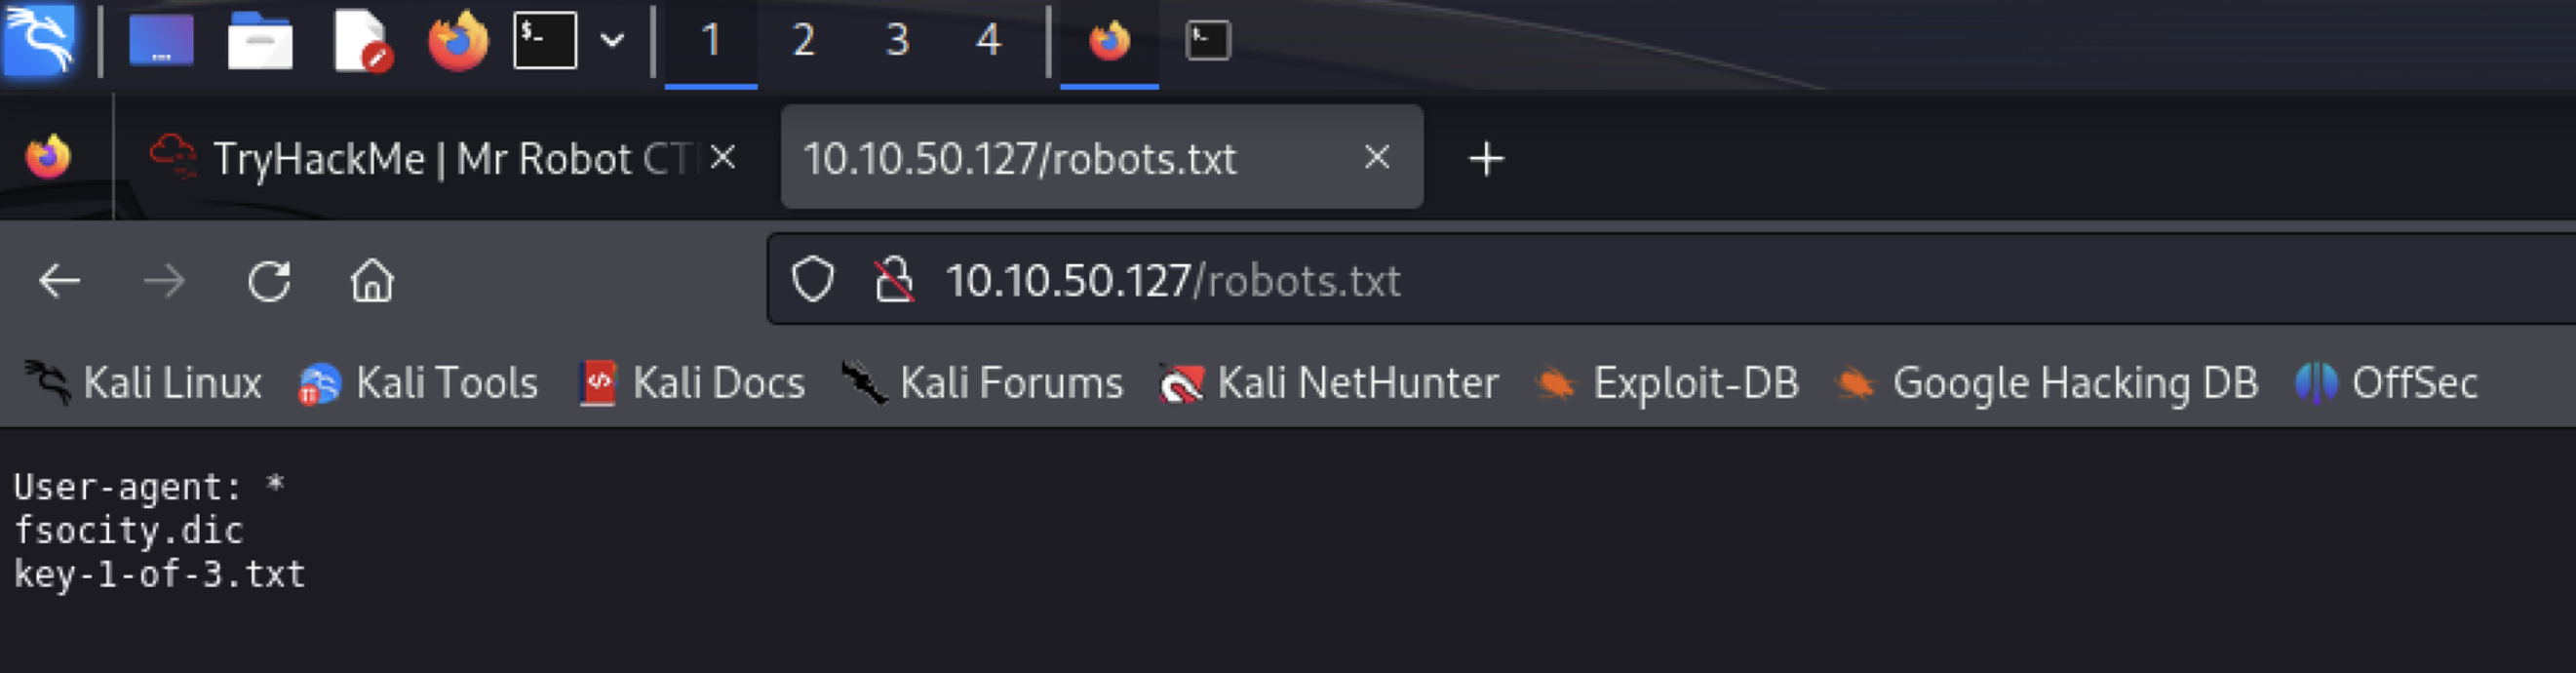 1 2 3 4
TryHackMe | Mr Robot CT
10.10.50.127/robots.txt
10.10.50.127/robots.txt
Kali Linux Kali Tools Kali Docs Kali Forums Kali NetHunter Exploit-DB Google Hacking DB OffSec
User-agent: *
fsocity.dic
key-1-of-3.txt